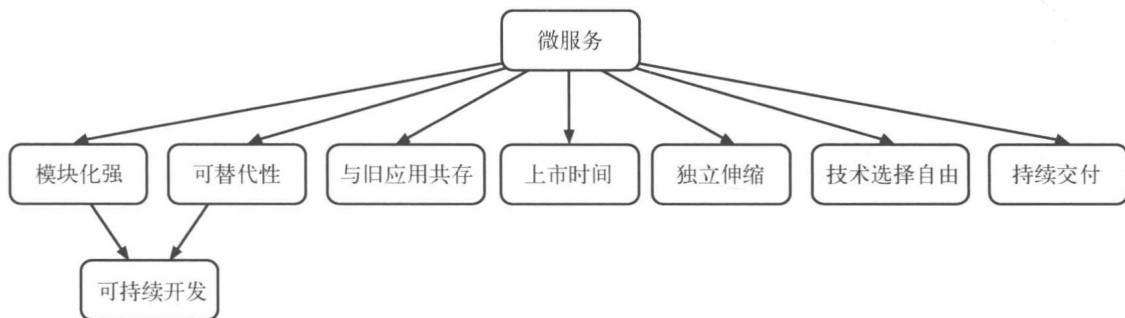 微服务
模块化强
可替代性
与旧应用共存
上市时间
独立伸缩
技术选择自由
持续交付
可持续开发